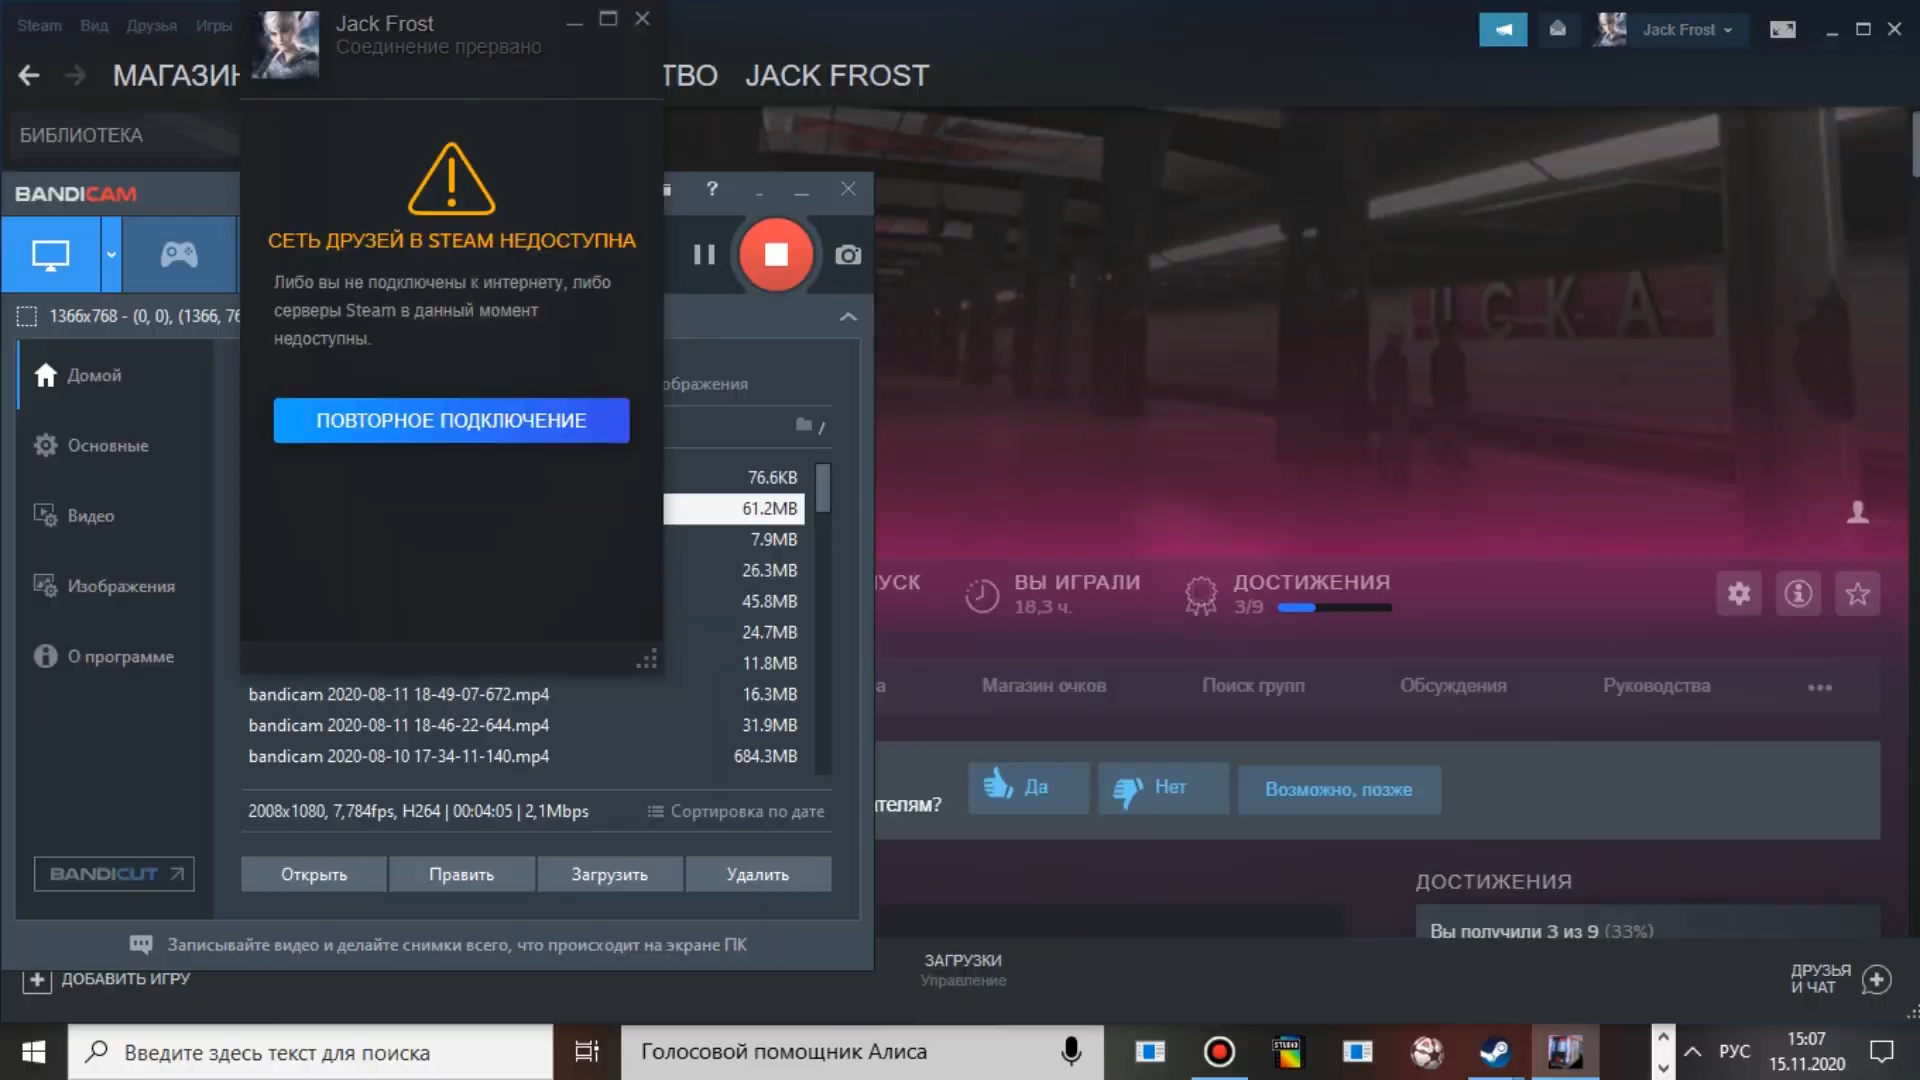 Steam Вид Друзья Игры
Jack Frost
Соединение прервано
Jack Frost
МАГАЗИН
ТВО JACK FROST
БИБЛИОТЕКА
BANDICAM
?
СЕТЬ ДРУЗЕЙ В STEAM НЕДОСТУПНА
Либо вы не подключены к интернету, либо
серверы Steam в данный момент
недоступны.
ПОВТОРНОЕ ПОДКЛЮЧЕНИЕ
1366x768 - (0, 0), (1366, 76
ЦСКА
Домой
Основные
Видео
Изображения
О программе
ображения
/
76.6KB
61.2MB
7.9MB
26.3MB
45.8MB
24.7MB
11.8MB
bandicam 2020-08-11 18-49-07-672.mp4 16.3MB
bandicam 2020-08-11 18-46-22-644.mp4 31.9MB
bandicam 2020-08-10 17-34-11-140.mp4 684.3MB
2008x1080, 7,784fps, H264 | 00:04:05 | 2,1Mbps Сортировка по дате
BANDICUT
Открыть Править Загрузить Удалить
Записывайте видео и делайте снимки всего, что происходит на экране ПК
УСК
ВЫ ИГРАЛИ
18,3 ч.
ДОСТИЖЕНИЯ
3/9
а Магазин очков Поиск групп Обсуждения Руководства
ателям? Да Нет Возможно, позже
ДОСТИЖЕНИЯ
Вы получили 3 из 9 (33%)
ДОБАВИТЬ ИГРУ
ЗАГРУЗКИ
Управление
ДРУЗЬЯ
И ЧАТ
Введите здесь текст для поиска
Голосовой помощник Алиса
STUDIO
РУС
15:07
15.11.2020